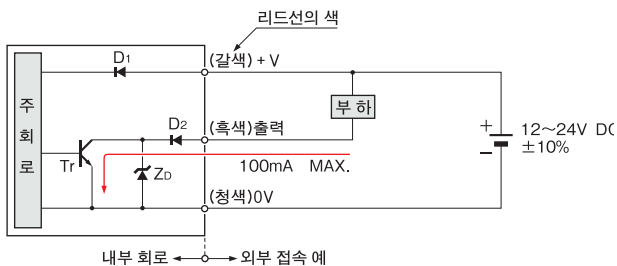 리드선의 색
D1
(갈색) + V
주회로
부하
D2
(흑색)출력
12~24V DC
±10%
Tr
ZD
100mA MAX.
(청색)0V
내부 회로
외부 접속 예